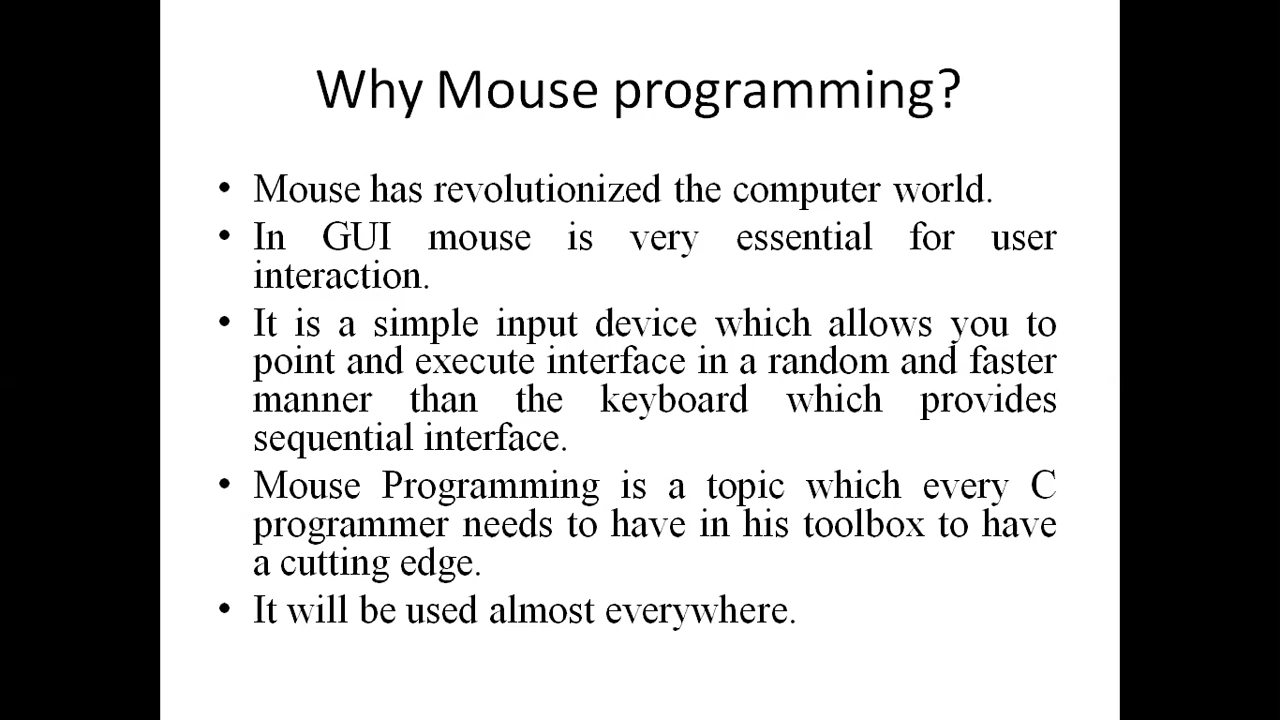 Why Mouse programming?
• Mouse has revolutionized the computer world.
• In GUI mouse is very essential for user
interaction.
• It is a simple input device which allows you to
point and execute interface in a random and faster
manner than the keyboard which provides
sequential interface.
• Mouse Programming is a topic which every C
programmer needs to have in his toolbox to have
a cutting edge.
• It will be used almost everywhere.